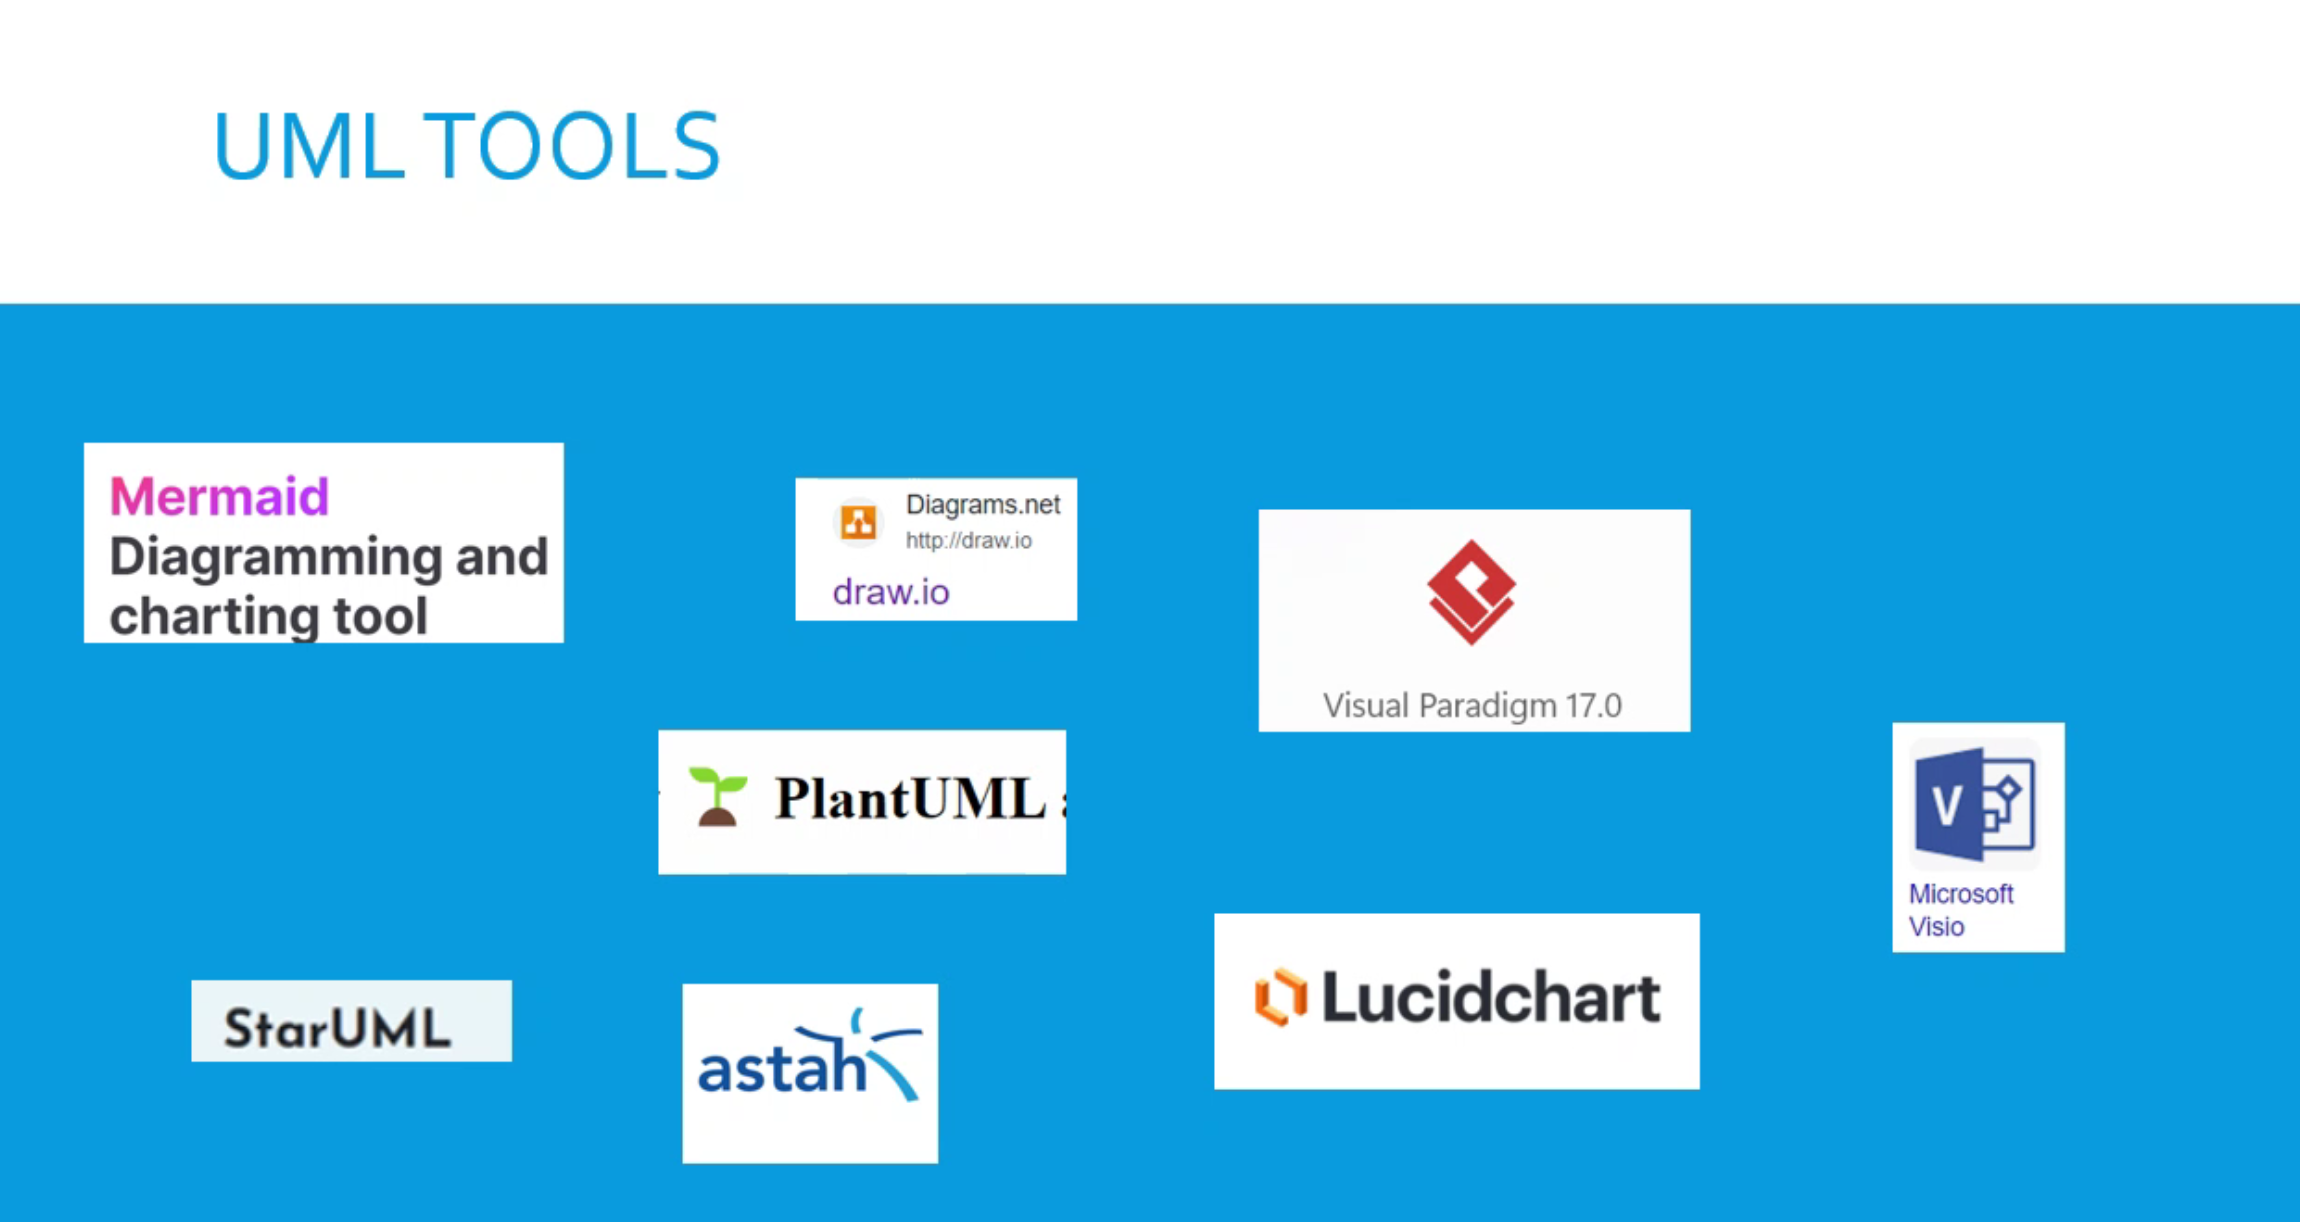 UML TOOLS
Mermaid
Diagramming and
charting tool
Diagrams.net
http://draw.io
draw.io
Visual Paradigm 17.0
PlantUML
V
Microsoft
Visio
StarUML
astah
Lucidchart